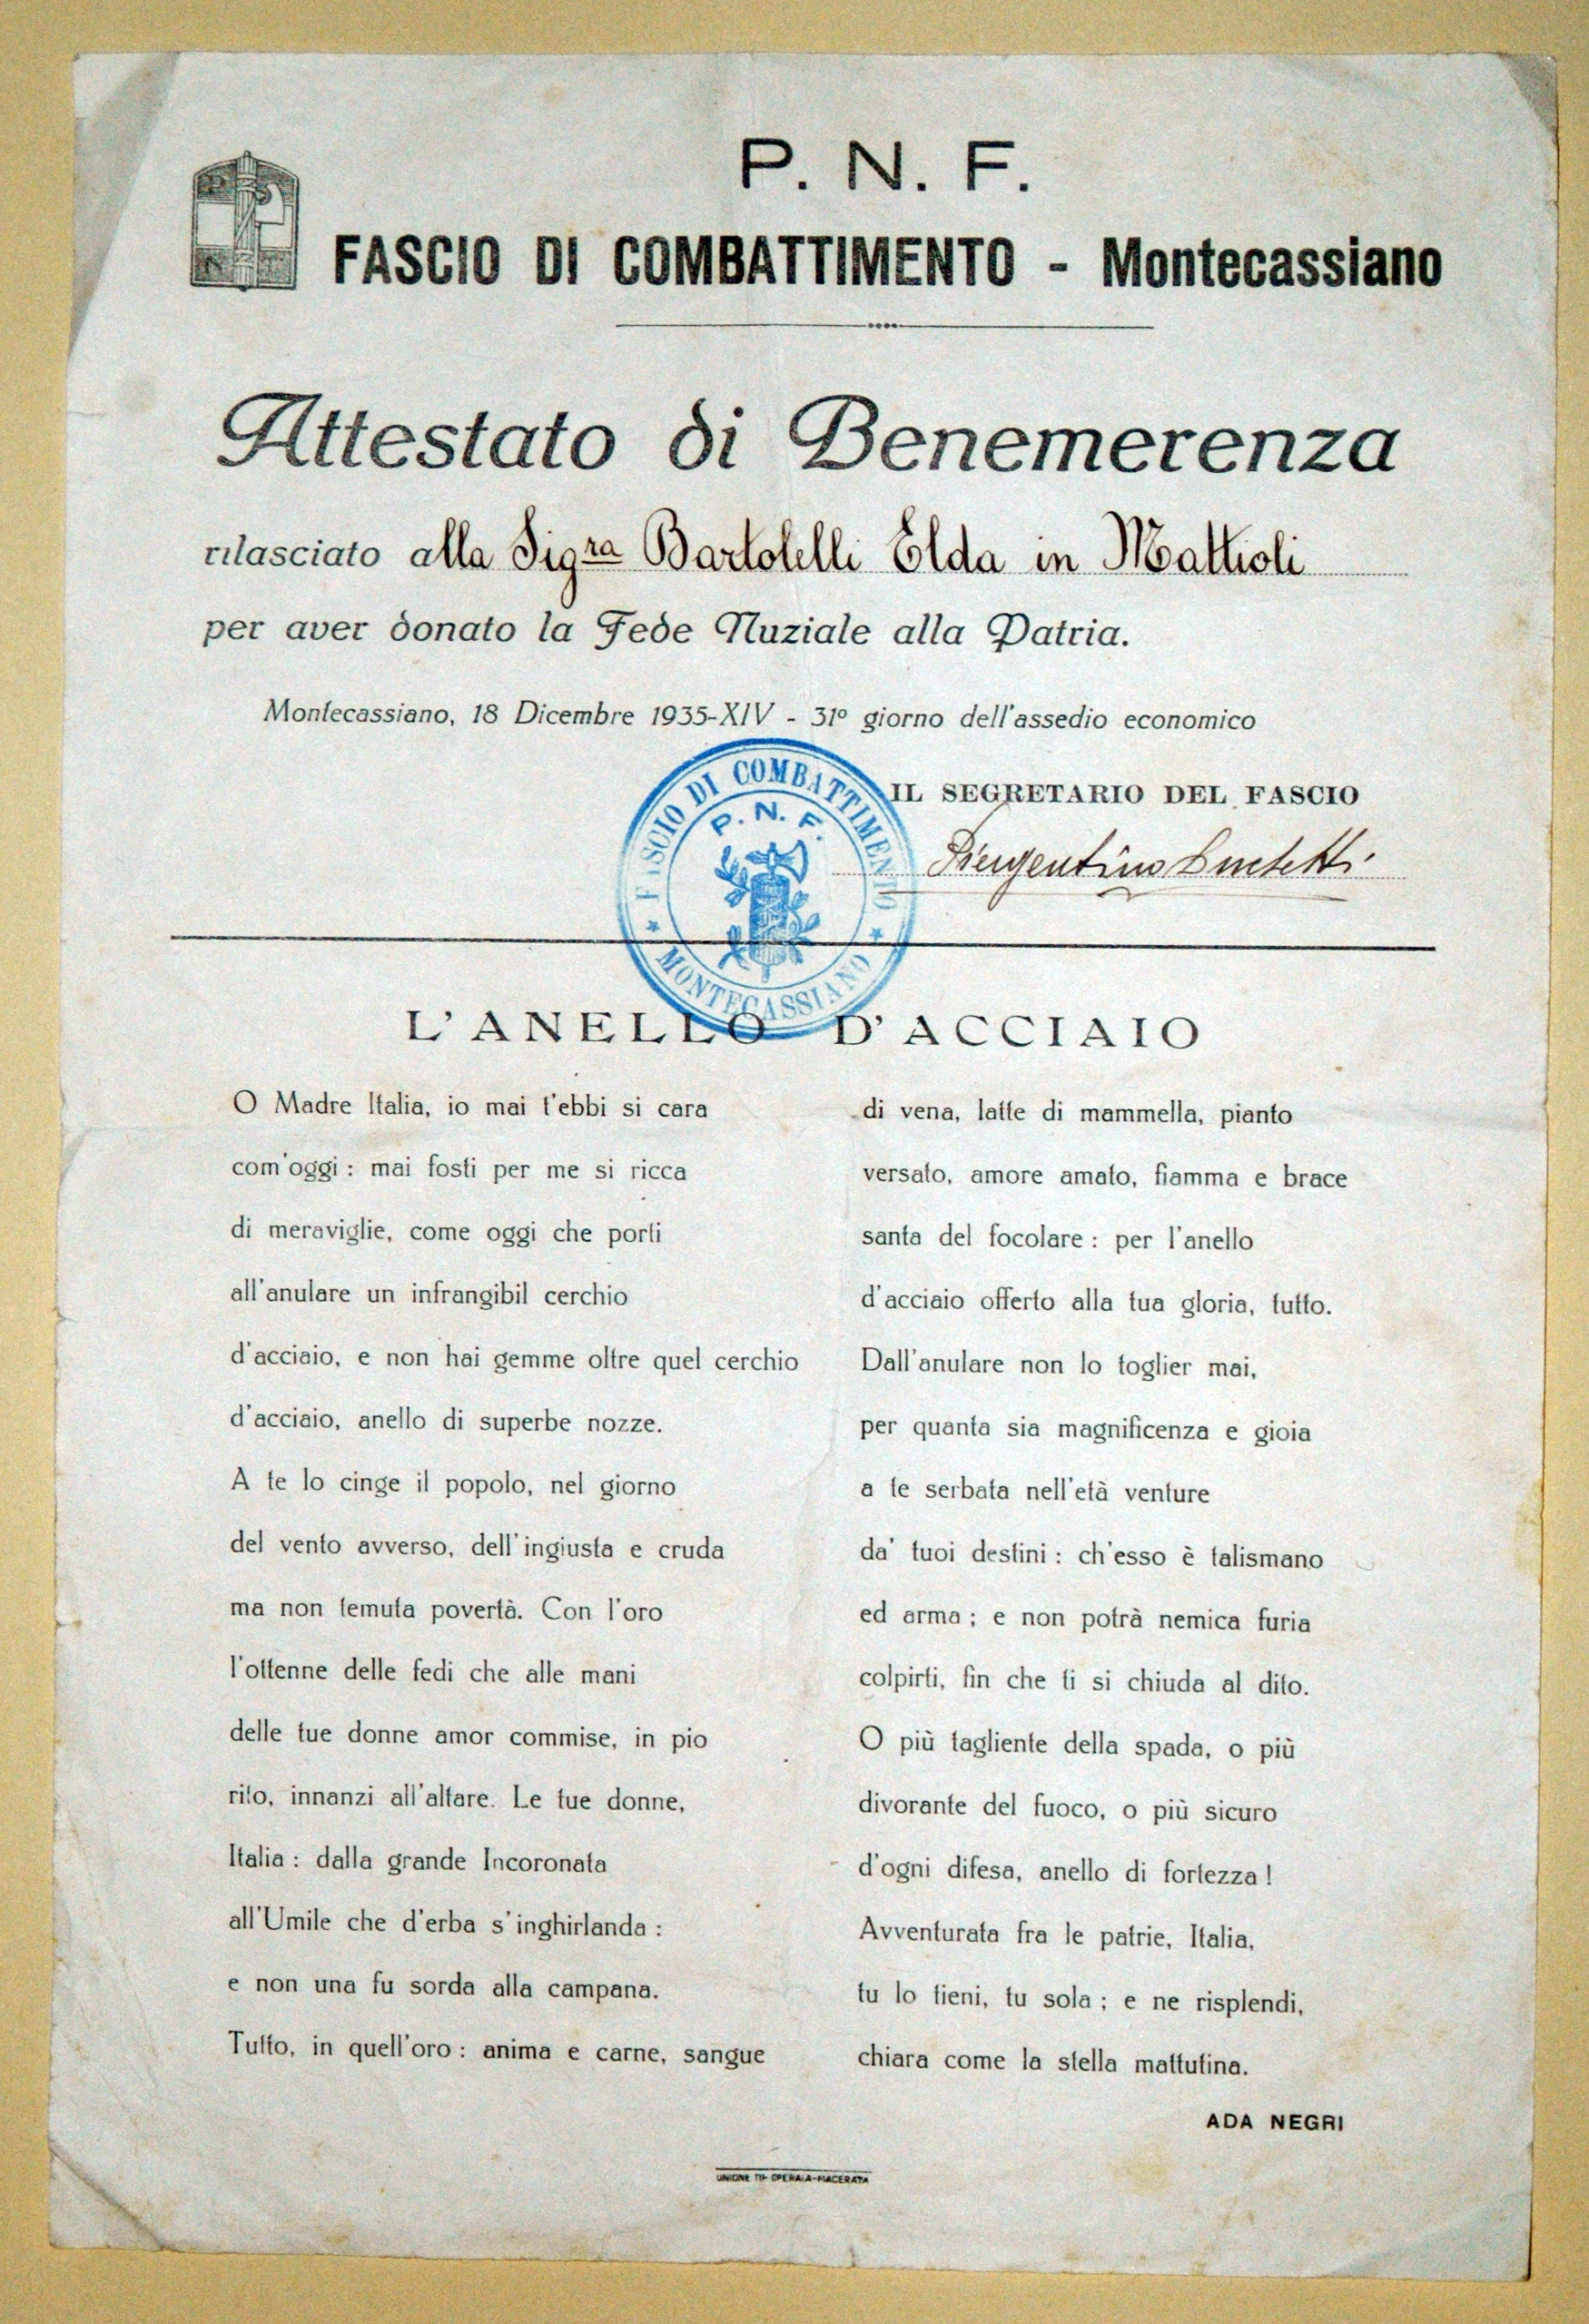 P. N. F.
FASCIO DI COMBATTIMENTO - Montecassiano
Attestato di Benemerenza
rilasciato alla Sigra Bartolelli Elda in Mattioli
per aver donato la Fede Nuziale alla Patria.
Montecassiano, 18 Dicembre 1935-XIV - 31º giorno dell'assedio economico
IL SEGRETARIO DEL FASCIO
FASCIO DI COMBATTIMENTO
P. N. F.
MONTECASSIANO
L'ANELLO D'ACCIAIO
O Madre Italia, io mai t'ebbi si cara
com'oggi : mai fosti per me si ricca
di meraviglie, come oggi che porti
all'anulare un infrangibil cerchio
d'acciaio, e non hai gemme oltre quel cerchio
d'acciaio, anello di superbe nozze.
A te lo cinge il popolo, nel giorno
del vento avverso, dell'ingiusta e cruda
ma non temuta povertà. Con l'oro
l'ottenne delle fedi che alle mani
delle tue donne amor commise, in pio
rito, innanzi all'altare. Le tue donne,
Italia : dalla grande Incoronata
all'Umile che d'erba s'inghirlanda :
e non una fu sorda alla campana.
Tutto, in quell'oro : anima e carne, sangue
di vena, latte di mammella, pianto
versato, amore amato, fiamma e brace
santa del focolare : per l'anello
d'acciaio offerto alla tua gloria, tutto.
Dall'anulare non lo toglier mai,
per quanta sia magnificenza e gioia
a te serbata nell'età venture
da' tuoi destini : ch'esso è talismano
ed arma ; e non potrà nemica furia
colpirti, fin che ti si chiuda al dito.
O più tagliente della spada, o più
divorante del fuoco, o più sicuro
d'ogni difesa, anello di fortezza !
Avventurata fra le patrie, Italia,
tu lo tieni, tu sola ; e ne risplendi,
chiara come la stella mattutina.
ADA NEGRI
UNIONE TIP. OPERAIA-MACERATA